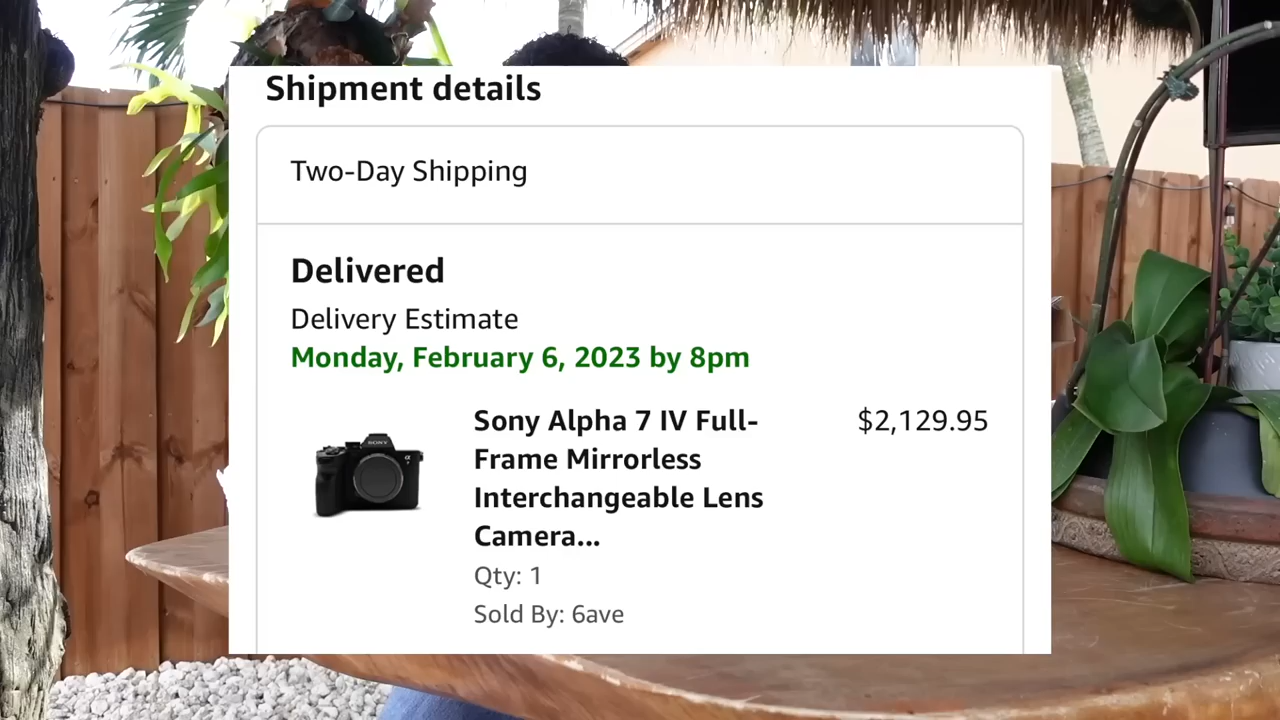 Shipment details
Two-Day Shipping
Delivered
Delivery Estimate
Monday, February 6, 2023 by 8pm
Sony Alpha 7 IV Full-
Frame Mirrorless
Interchangeable Lens
Camera...
$2,129.95
Qty: 1
Sold By: 6ave
SONY